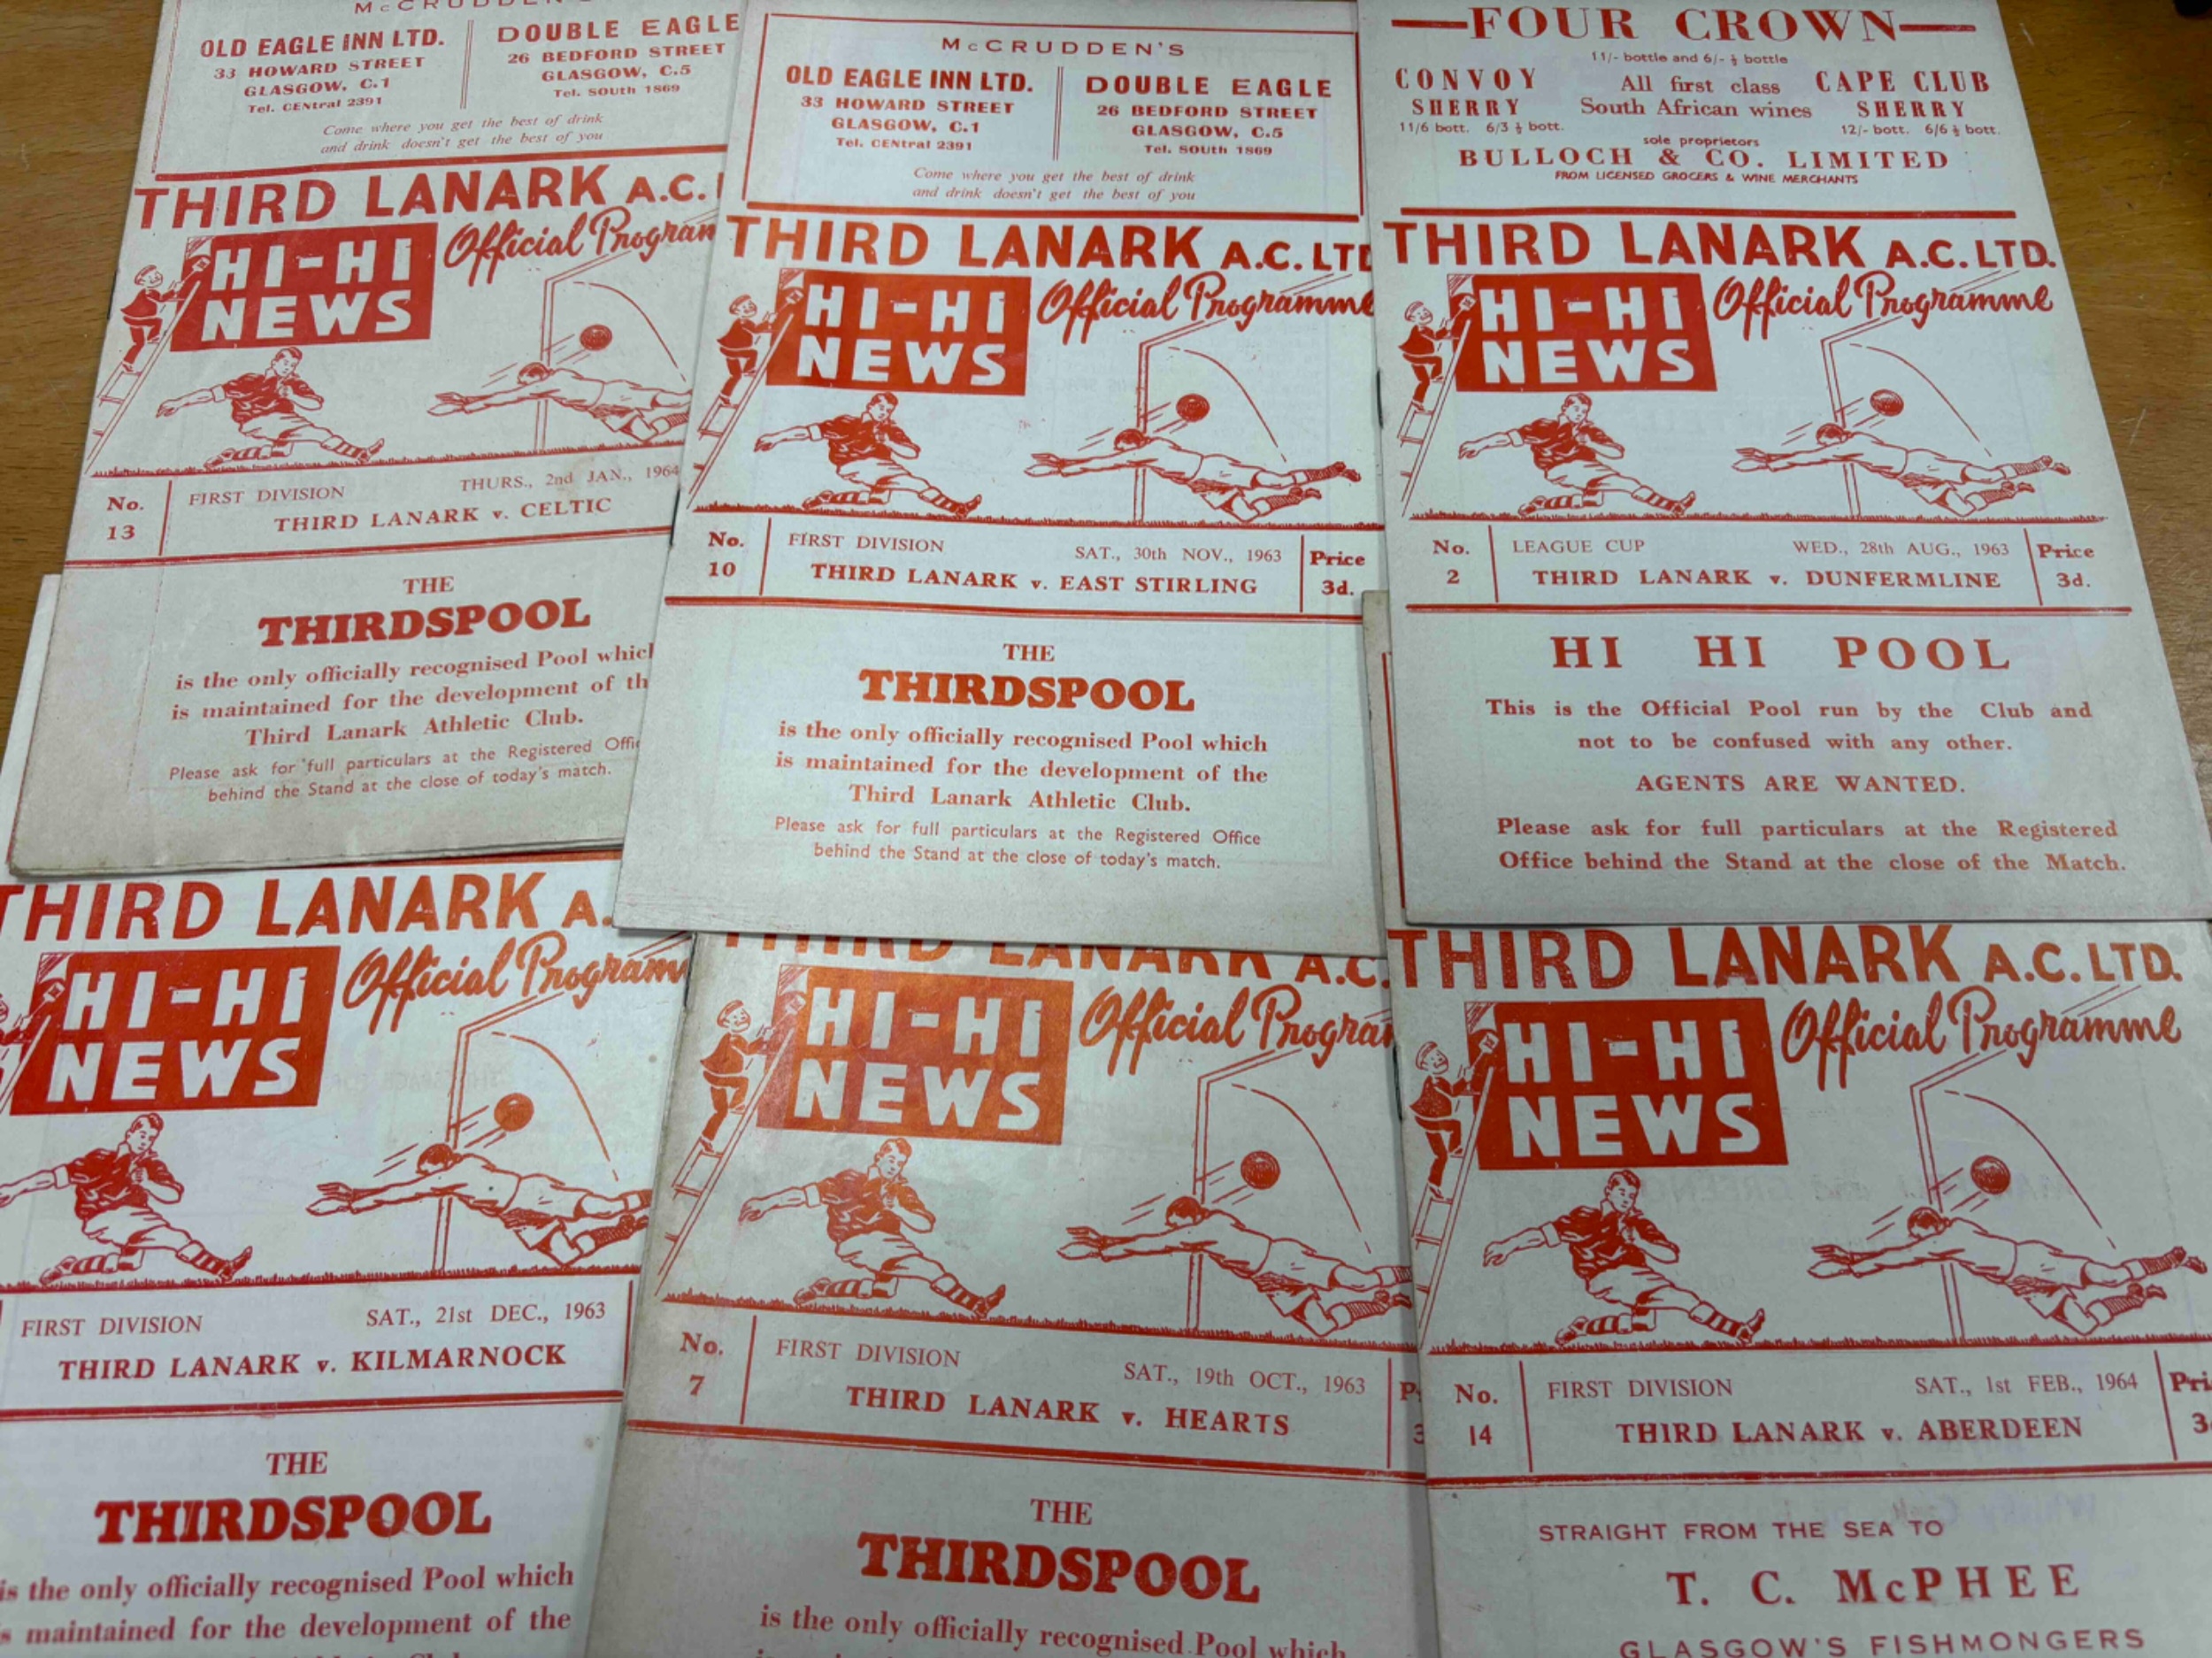 McCRUDDEN'S
OLD EAGLE INN LTD.
33 HOWARD STREET
GLASGOW, C.1
Tel. CENtral 2391
DOUBLE EAGLE
26 BEDFORD STREET
GLASGOW, C.5
Tel. SOUth 1869
Come where you get the best of drink
and drink doesn't get the best of you
THIRD LANARK A.C.
HI-HI
NEWS
Official Program
No.
13
FIRST DIVISION
THURS., 2nd JAN., 1964
THIRD LANARK v. CELTIC
THE
THIRDSPOOL
is the only officially recognised Pool whicl
is maintained for the development of th
Third Lanark Athletic Club.
Please ask for full particulars at the Registered Offi
behind the Stand at the close of today's match.
McCRUDDEN'S
OLD EAGLE INN LTD.
33 HOWARD STREET
GLASGOW, C.1
Tel. CENtral 2391
DOUBLE EAGLE
26 BEDFORD STREET
GLASGOW, C.5
Tel. SOUth 1869
Come where you get the best of drink
and drink doesn't get the best of you
THIRD LANARK A.C. LTD
HI-HI
NEWS
Official Programme
No.
10
FIRST DIVISION
SAT., 30th NOV., 1963
THIRD LANARK v. EAST STIRLING
Price
3d.
THE
THIRDSPOOL
is the only officially recognised Pool which
is maintained for the development of the
Third Lanark Athletic Club.
Please ask for full particulars at the Registered Office
behind the Stand at the close of today's match.
FOUR CROWN
11/- bottle and 6/- ½ bottle
CONVOY
SHERRY
11/6 bott. 6/3 ½ bott.
All first class
South African wines
CAPE CLUB
SHERRY
12/- bott. 6/6 ½ bott.
sole proprietors
BULLOCH & CO. LIMITED
FROM LICENSED GROCERS & WINE MERCHANTS
THIRD LANARK A.C. LTD.
HI-HI
NEWS
Official Programme
No.
2
LEAGUE CUP
WED., 28th AUG., 1963
THIRD LANARK v. DUNFERMLINE
Price
3d.
HI HI POOL
This is the Official Pool run by the Club and
not to be confused with any other.
AGENTS ARE WANTED.
Please ask for full particulars at the Registered
Office behind the Stand at the close of the Match.
THIRD LANARK A.
HI-HI
NEWS
Official Program
FIRST DIVISION
SAT., 21st DEC., 1963
THIRD LANARK v. KILMARNOCK
THE
THIRDSPOOL
is the only officially recognised Pool which
maintained for the development of the
THIRD LANARK A.C.
HI-HI
NEWS
Official Program
No.
7
FIRST DIVISION
SAT., 19th OCT., 1963
THIRD LANARK v. HEARTS
P
3
THE
THIRDSPOOL
is the only officially recognised Pool which
THIRD LANARK A.C. LTD.
HI-HI
NEWS
Official Programme
No.
14
FIRST DIVISION
SAT., 1st FEB., 1964
THIRD LANARK v. ABERDEEN
Pri
3
STRAIGHT FROM THE SEA TO
T. C. McPHEE
GLASGOW'S FISHMONGERS